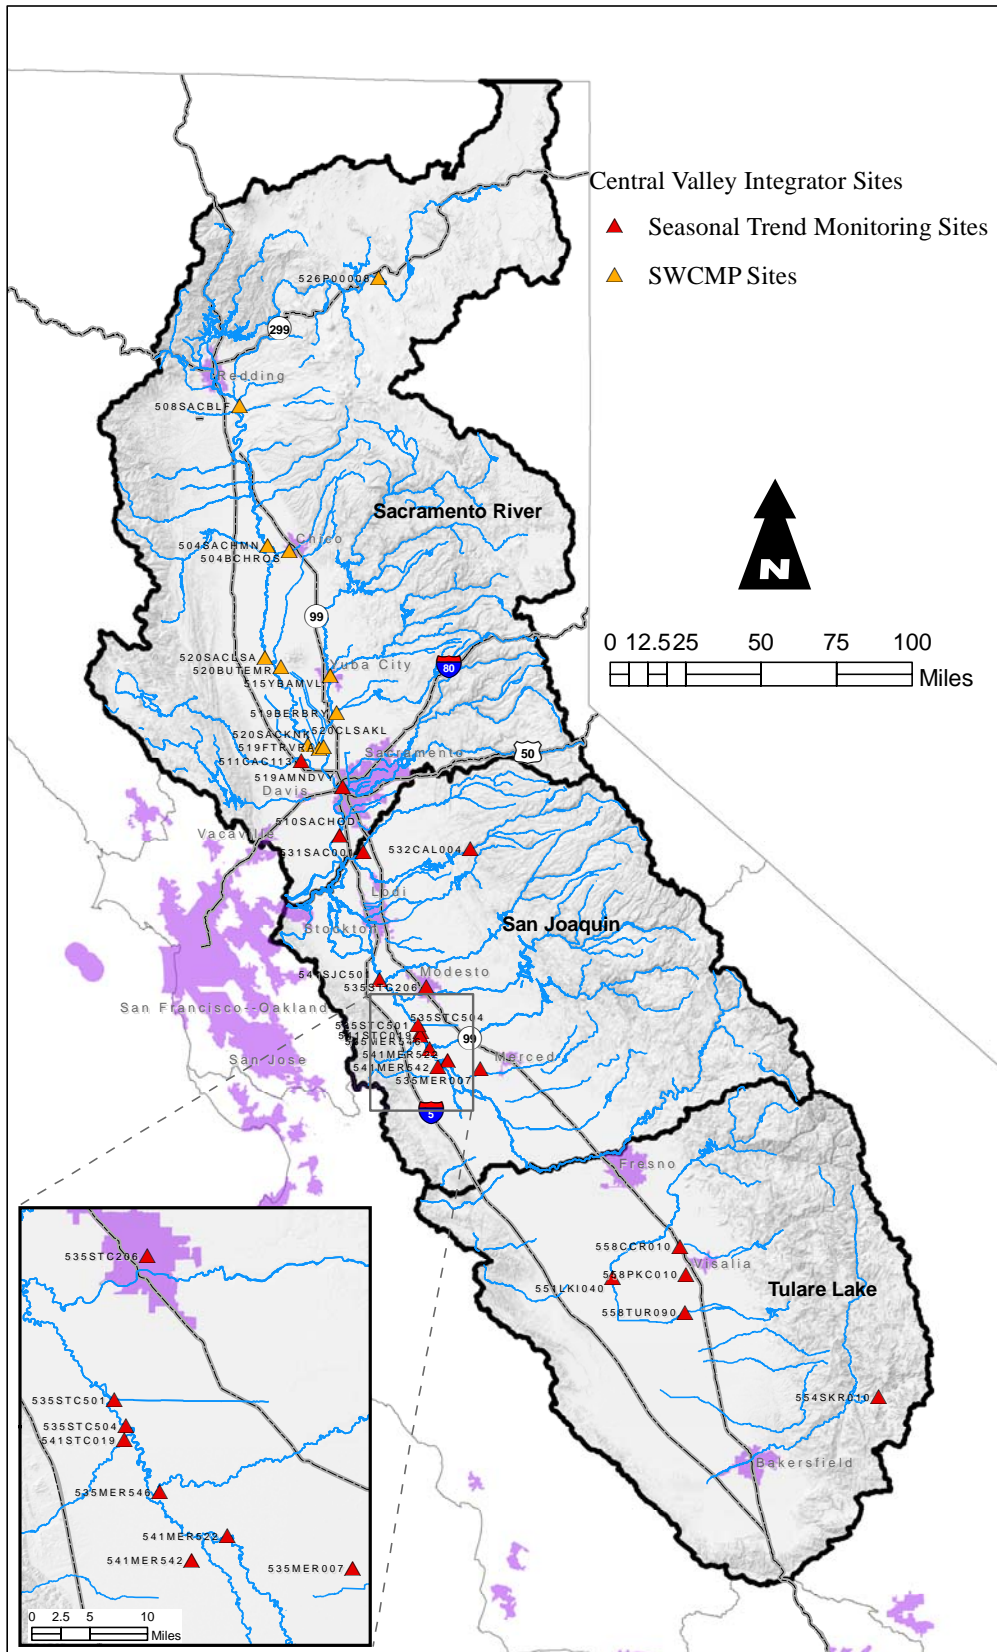 Central Valley Integrator Sites
Seasonal Trend Monitoring Sites
SWCMP Sites
526P00008
299
Redding
508SACBLF
Sacramento River
504SACHMN
Chico
504BCHROS
N
99
0 12.5 25 50 75 100
Miles
520SACLSA
520BUTEMR
Yuba City
80
515YBAMVL
519BERBRY
520SACKNK
520CLSAKL
519FTRVRA
50
511CAC113
Sacramento
519AMNDVY
Davis
510SACHOD
Vacaville
531SAC001
532CAL004
Lodi
Stockton
San Joaquin
541SJC501
Modesto
535STC206
San Francisco--Oakland
535STC504
535STC501
541STC019
535MER546
99
San Jose
541MER522
Merced
541MER542
535MER007
5
Fresno
558CCR010
Visalia
558PKC010
551LKI040
Tulare Lake
558TUR090
554SKR010
Bakersfield
535STC206
535STC501
535STC504
541STC019
535MER546
541MER522
541MER542
535MER007
0 2.5 5 10
Miles